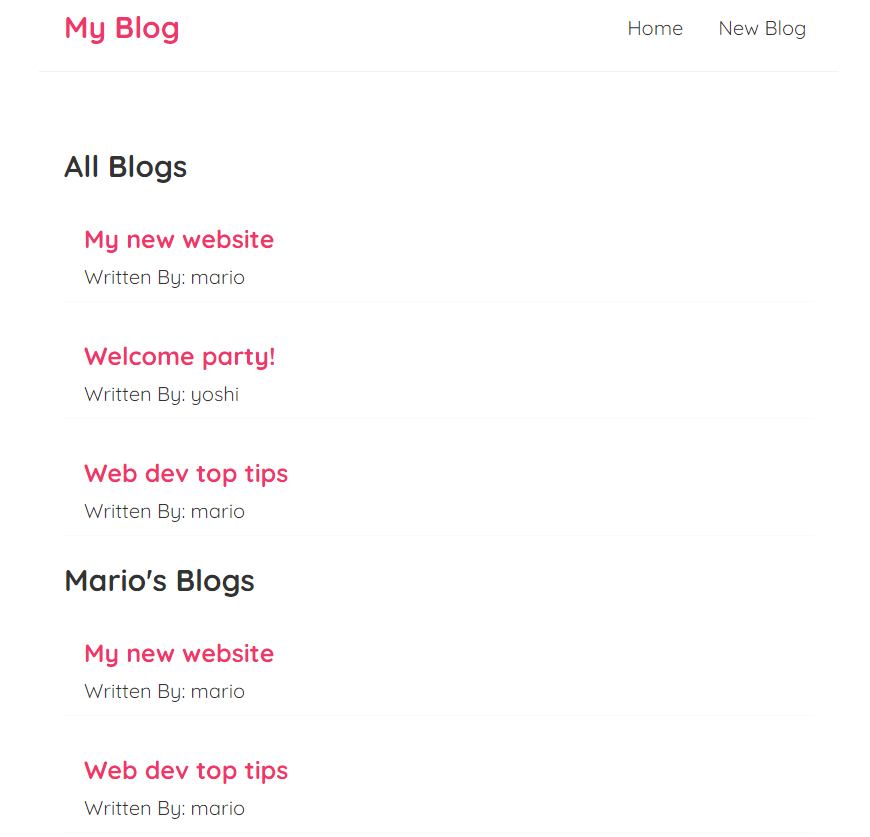 My Blog
Home New Blog
All Blogs
My new website
Written By: mario
Welcome party!
Written By: yoshi
Web dev top tips
Written By: mario
Mario's Blogs
My new website
Written By: mario
Web dev top tips
Written By: mario